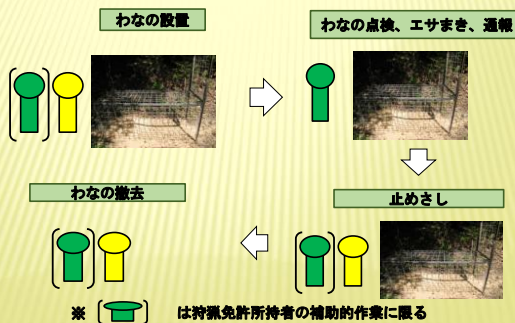 わなの設置
わなの点検、エサまき、通報
わなの撤去
止めさし
※ は狩猟免許所持者の補助的作業に限る